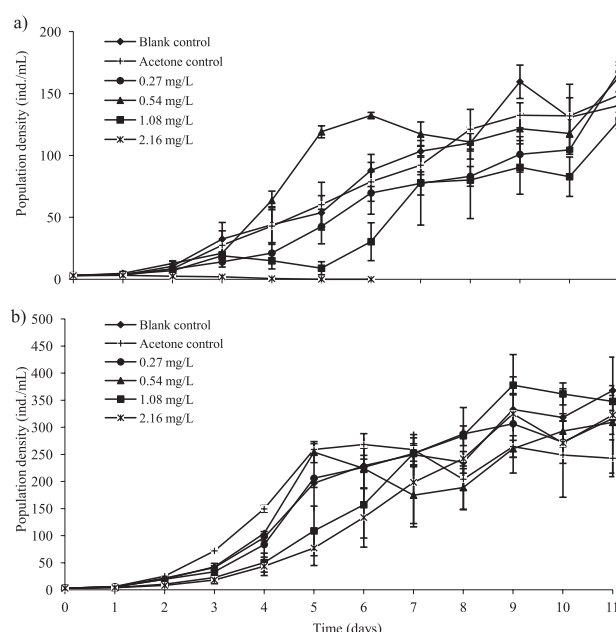 a)
200
150
100
50
0
Population density (ind./mL)
Blank control
Acetone control
0.27 mg/L
0.54 mg/L
1.08 mg/L
2.16 mg/L
b)
500
450
400
350
300
250
200
150
100
50
0
Population density (ind./mL)
Blank control
Acetone control
0.27 mg/L
0.54 mg/L
1.08 mg/L
2.16 mg/L
0 1 2 3 4 5 6 7 8 9 10 11
Time (days)